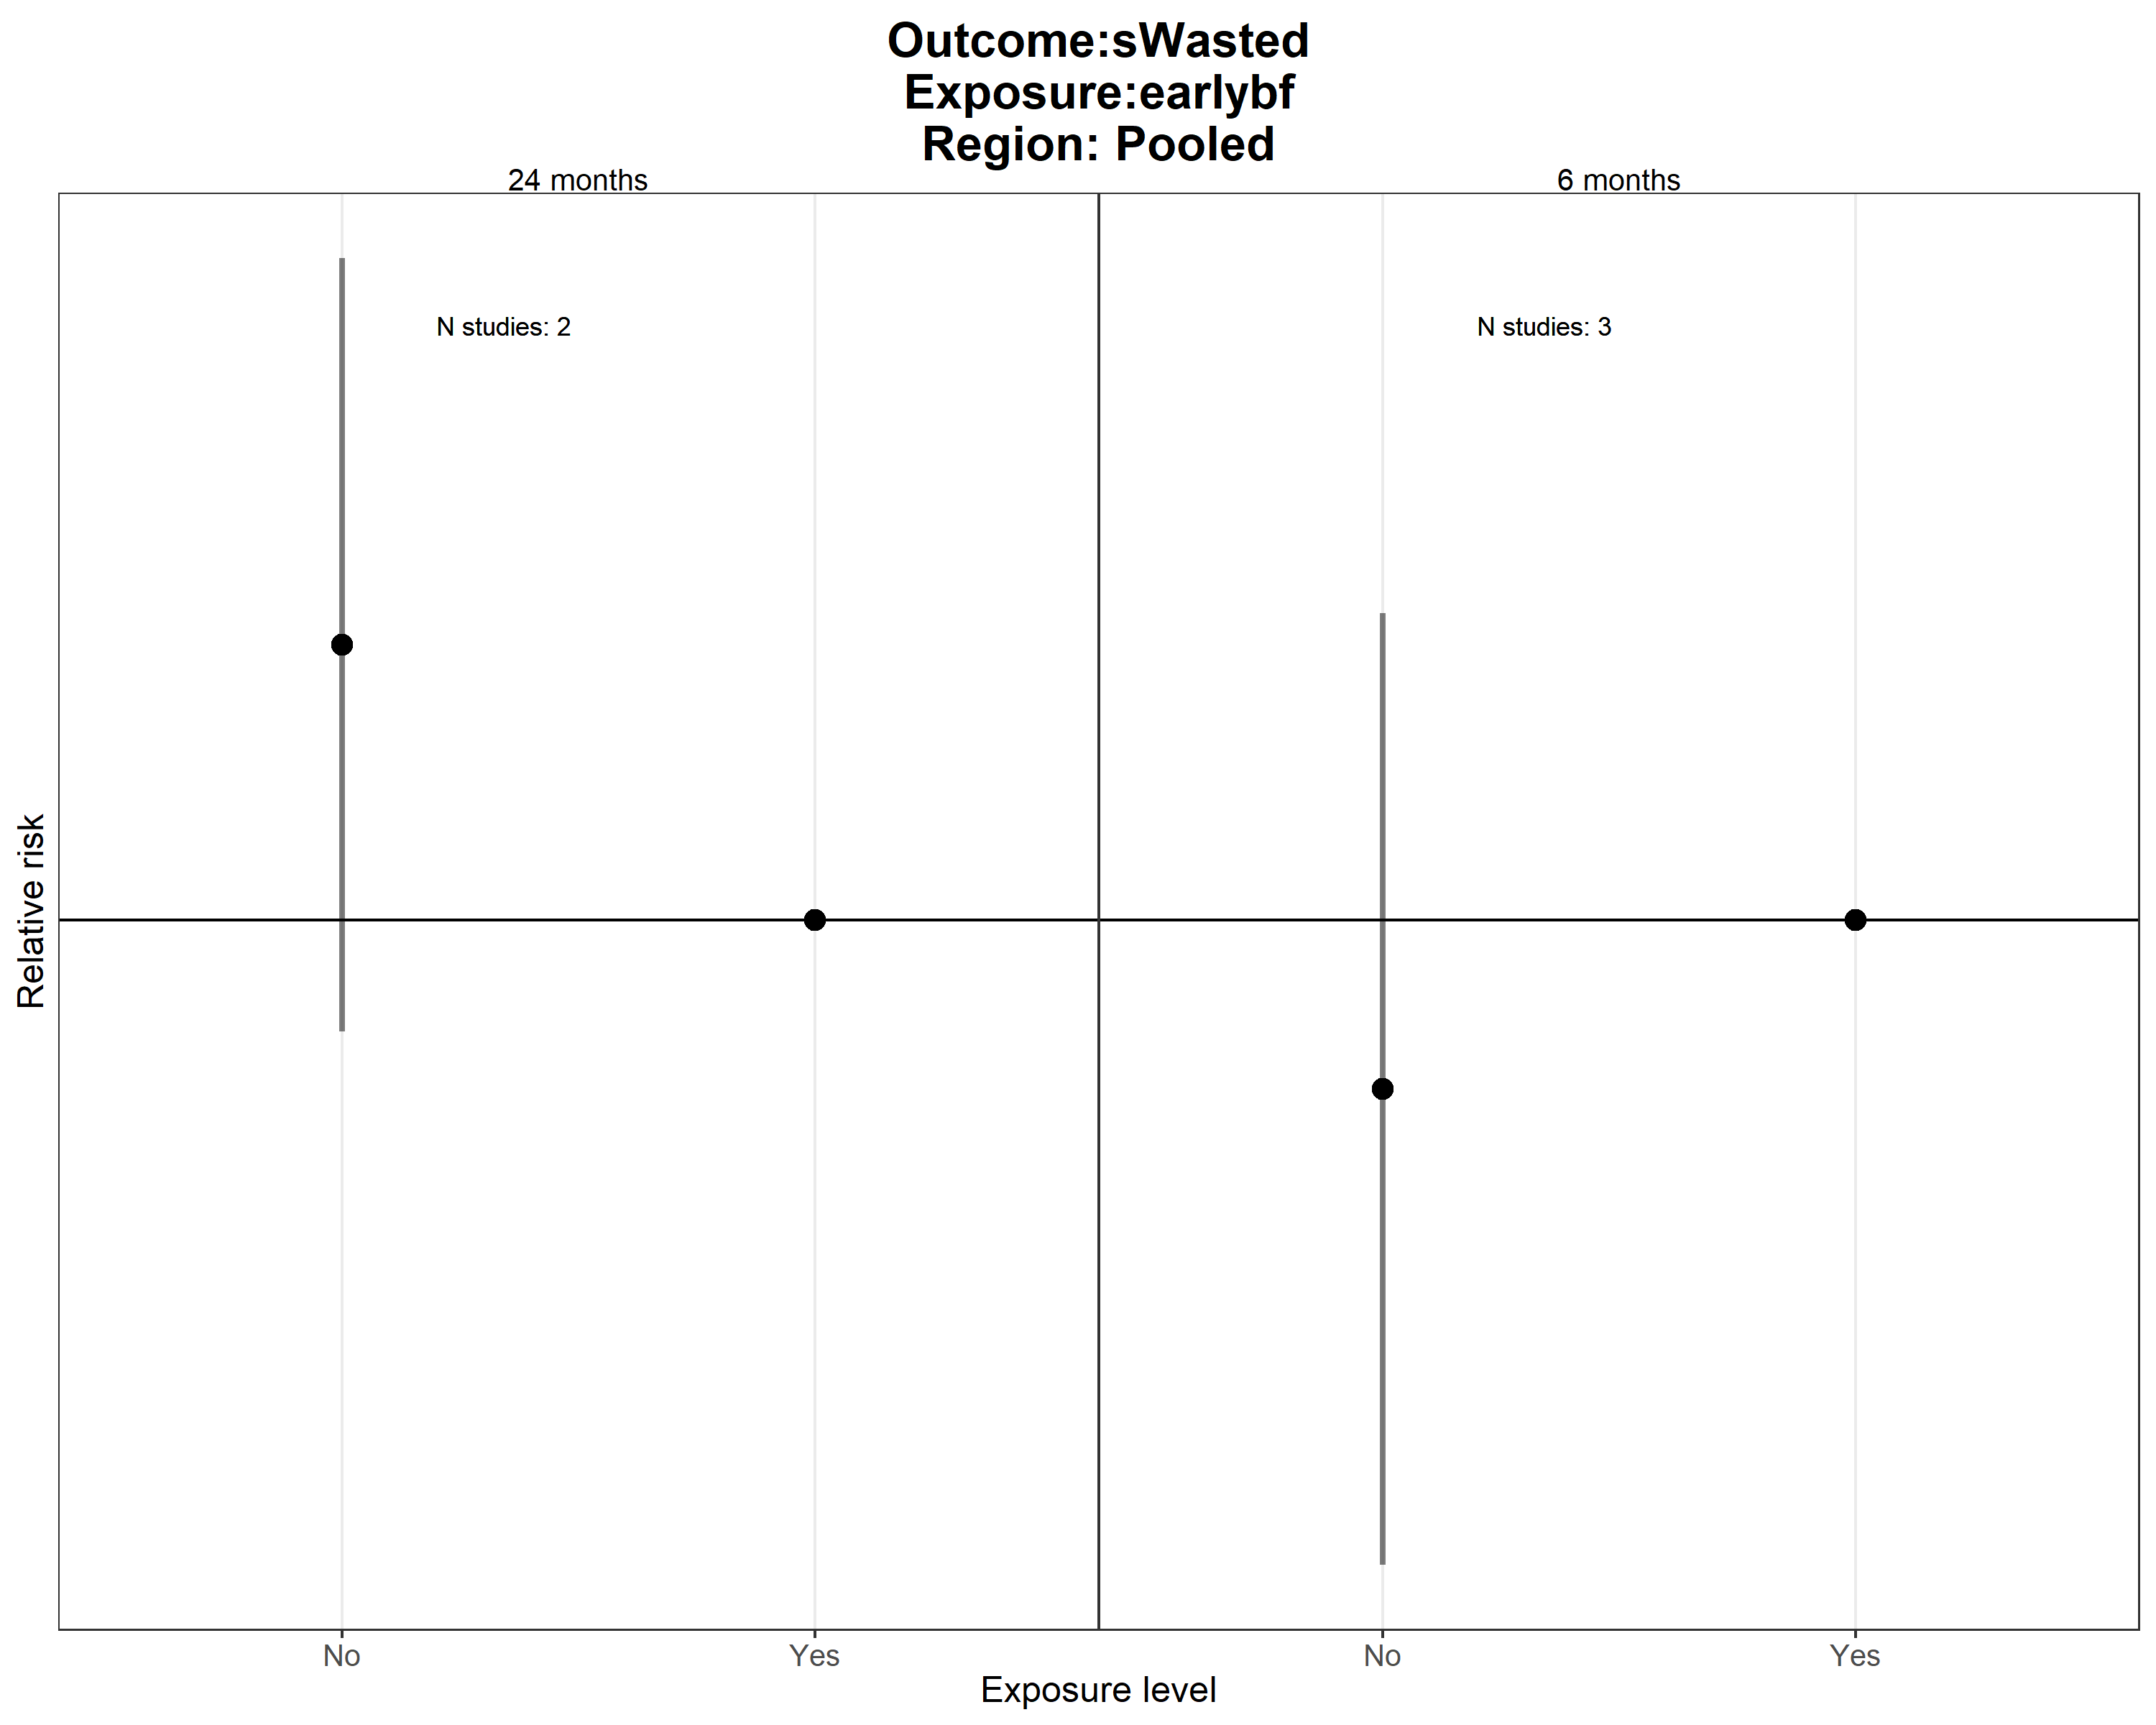 Outcome:sWasted
Exposure:earlybf
Region: Pooled
24 months
6 months
N studies: 2
N studies: 3
Relative risk
No
Yes
No
Yes
Exposure level